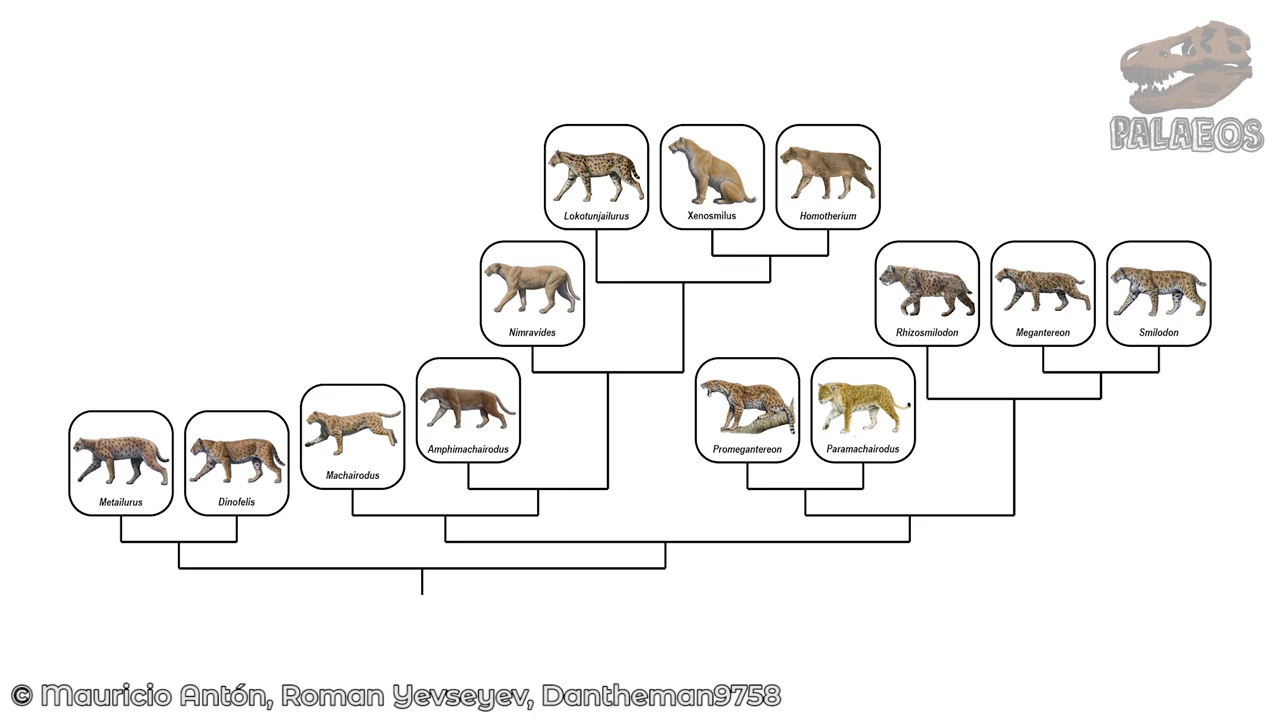 PALAEOS
Lokotunjailurus
Xenosmilus
Homotherium
Nimravides
Rhizosmilodon
Megantereon
Smilodon
Amphimachairodus
Promegantereon
Paramachairodus
Machairodus
Metailurus
Dinofelis
© Mauricio Antón, Roman Yevseyev, Dantheman9758